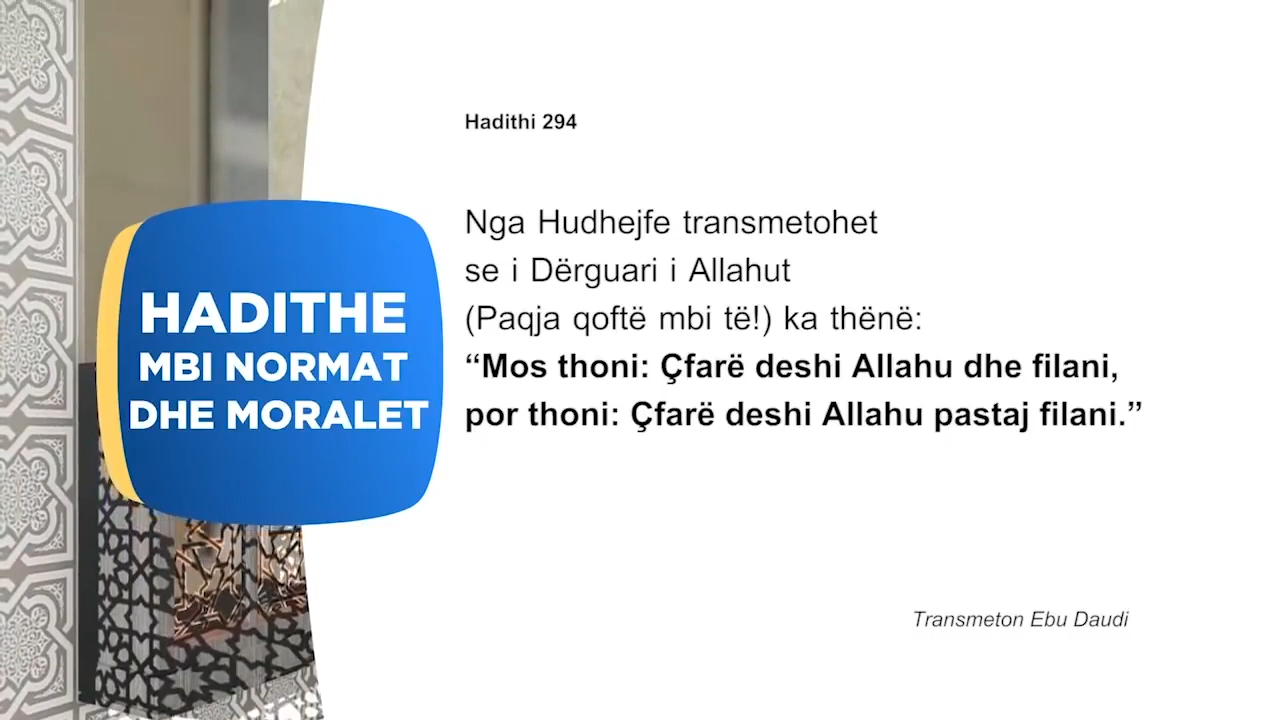 Hadithi 294
HADITHE
MBI NORMAT
DHE MORALET
Nga Hudhejfe transmetohet
se i Dërguari i Allahut
(Paqja qoftë mbi të!) ka thënë:
“Mos thoni: Çfarë deshi Allahu dhe filani,
por thoni: Çfarë deshi Allahu pastaj filani.”
Transmeton Ebu Daudi